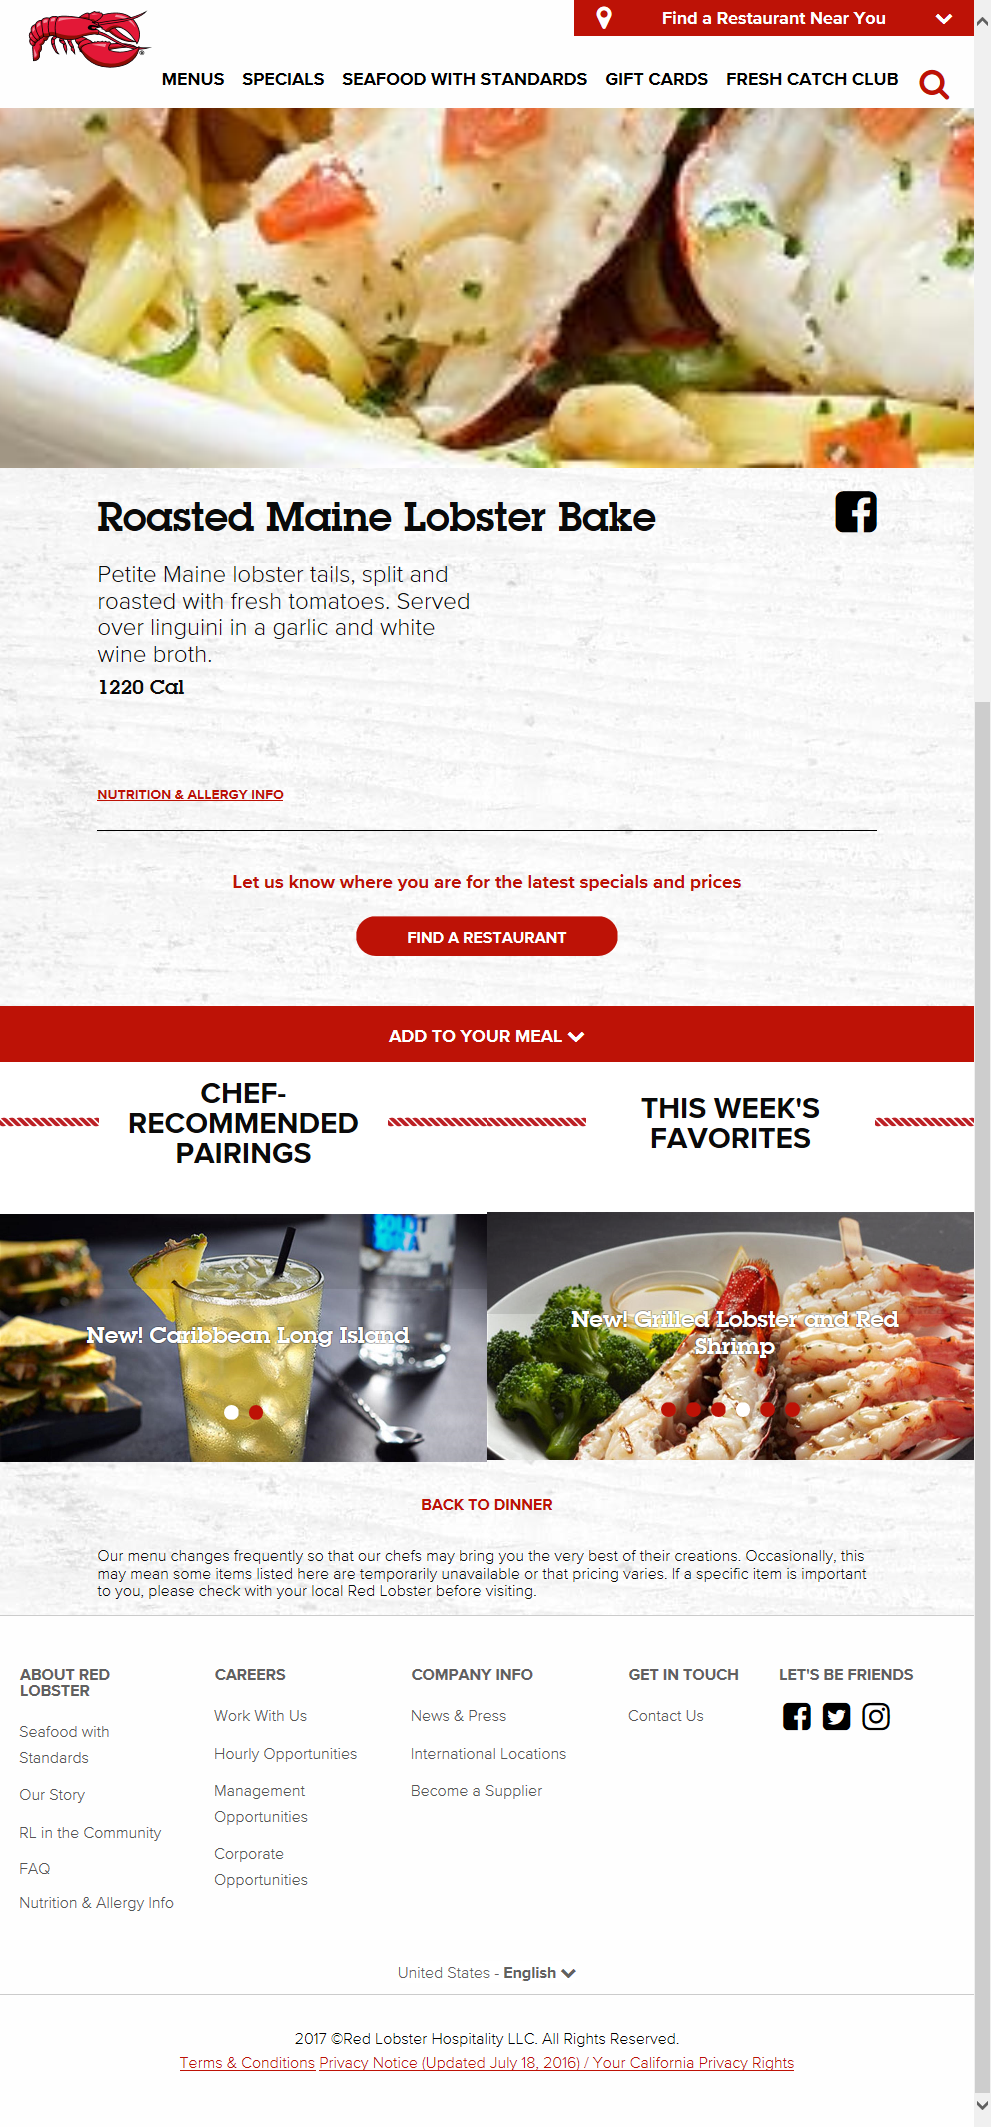 Find a Restaurant Near You
MENUS SPECIALS SEAFOOD WITH STANDARDS GIFT CARDS FRESH CATCH CLUB
Roasted Maine Lobster Bake
Petite Maine lobster tails, split and
roasted with fresh tomatoes. Served
over linguini in a garlic and white
wine broth.
1220 Cal
NUTRITION & ALLERGY INFO
Let us know where you are for the latest specials and prices
FIND A RESTAURANT
ADD TO YOUR MEAL
CHEF-
RECOMMENDED
PAIRINGS
THIS WEEK'S
FAVORITES
New! Caribbean Long Island
New! Grilled Lobster and Red
Shrimp
BACK TO DINNER
Our menu changes frequently so that our chefs may bring you the very best of their creations. Occasionally, this
may mean some items listed here are temporarily unavailable or that pricing varies. If a specific item is important
to you, please check with your local Red Lobster before visiting.
ABOUT RED
LOBSTER
Seafood with
Standards
Our Story
RL in the Community
FAQ
Nutrition & Allergy Info
CAREERS
Work With Us
Hourly Opportunities
Management
Opportunities
Corporate
Opportunities
COMPANY INFO
News & Press
International Locations
Become a Supplier
GET IN TOUCH
Contact Us
LET'S BE FRIENDS
United States - English
2017 ©Red Lobster Hospitality LLC. All Rights Reserved.
Terms & Conditions Privacy Notice (Updated July 18, 2016) / Your California Privacy Rights